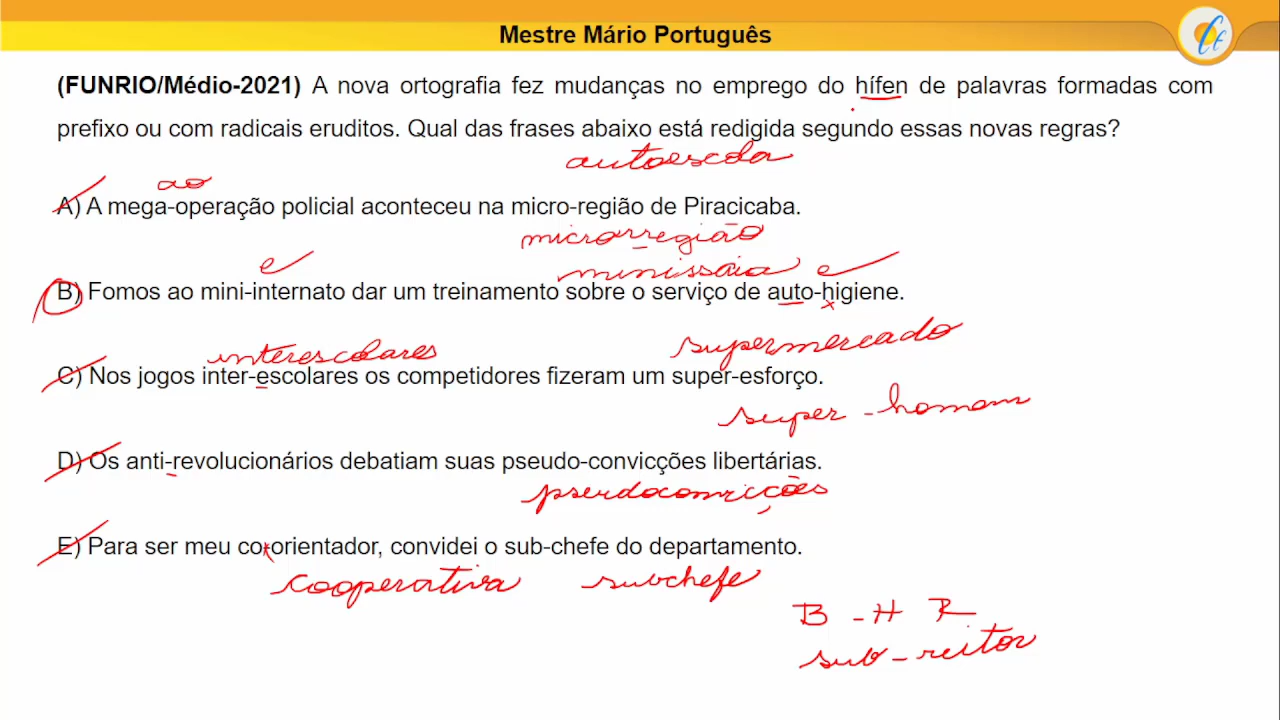 Mestre Mário Português
(FUNRIO/Médio-2021) A nova ortografia fez mudanças no emprego do hífen de palavras formadas com
prefixo ou com radicais eruditos. Qual das frases abaixo está redigida segundo essas novas regras?
autoescola
ao
A) A mega-operação policial aconteceu na micro-região de Piracicaba.
microrregião
minissaia
e e
B) Fomos ao mini-internato dar um treinamento sobre o serviço de auto-higiene.
interescolares supermercado
C) Nos jogos inter-escolares os competidores fizeram um super-esforço.
super - homem
D) Os anti-revolucionários debatiam suas pseudo-convicções libertárias.
pseudoconvicções
E) Para ser meu co-orientador, convidei o sub-chefe do departamento.
cooperativa subchefe
B - H R
sub - reitor